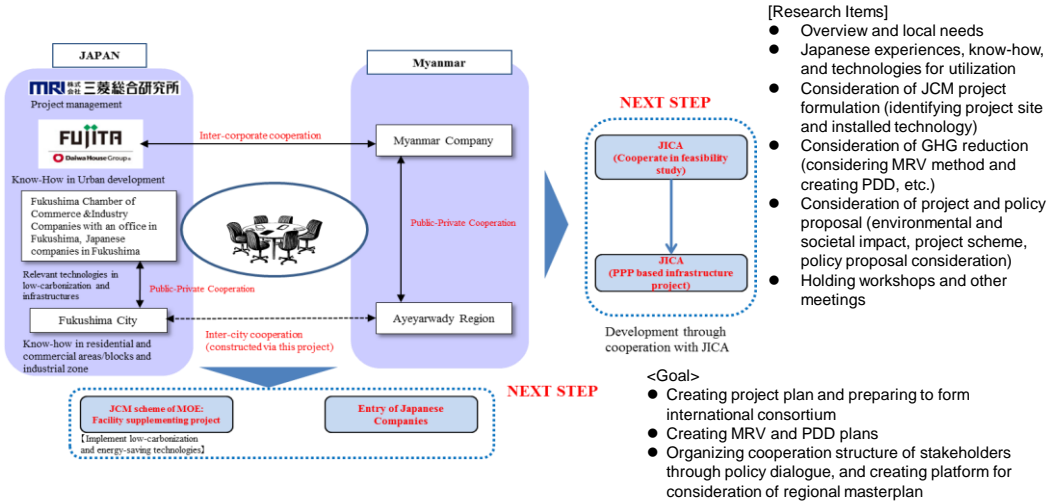 JAPAN
MRI 株式会社 三菱総合研究所
Project management
FUJITA
Daiwa House Group®
Know-How in Urban development
Fukushima Chamber of
Commerce &Industry
Companies with an office in
Fukushima, Japanese
companies in Fukushima
Relevant technologies in
low-carbonization and
infrastructures
Public-Private Cooperation
Fukushima City
Know-how in residential and
commercial areas/blocks and
industrial zone
Inter-corporate cooperation
Inter-city cooperation
(constructed via this project)
Myanmar
Myanmar Company
Public-Private Cooperation
Ayeyarwady Region
NEXT STEP
JICA
(Cooperate in feasibility
study)
JICA
(PPP based infrastructure
project)
Development through
cooperation with JICA
NEXT STEP
JCM scheme of MOE:
Facility supplementing project
【Implement low-carbonization
and energy-saving technologies】
Entry of Japanese
Companies
[Research Items]
● Overview and local needs
● Japanese experiences, know-how,
and technologies for utilization
● Consideration of JCM project
formulation (identifying project site
and installed technology)
● Consideration of GHG reduction
(considering MRV method and
creating PDD, etc.)
● Consideration of project and policy
proposal (environmental and
societal impact, project scheme,
policy proposal consideration)
● Holding workshops and other
meetings
<Goal>
● Creating project plan and preparing to form
international consortium
● Creating MRV and PDD plans
● Organizing cooperation structure of stakeholders
through policy dialogue, and creating platform for
consideration of regional masterplan